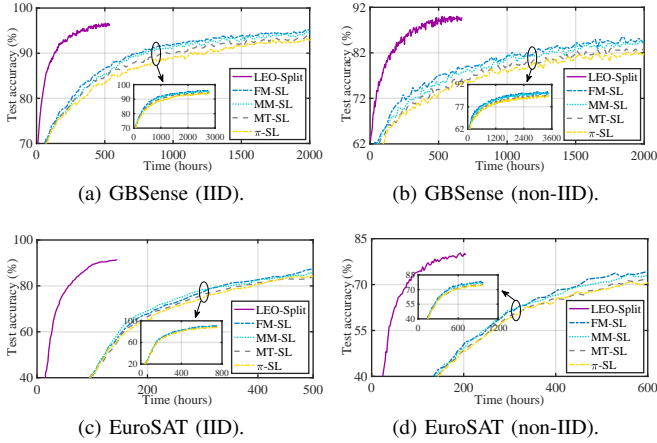 Test accuracy (%)
100
90
80
70
0
500
1000
1500
2000
Time (hours)
LEO-Split
FM-SL
MM-SL
MT-SL
π-SL
100
90
80
70
0
1000
2000
3000
(a) GBSense (IID).
Test accuracy (%)
92
82
72
62
0
500
1000
1500
2000
Time (hours)
LEO-Split
FM-SL
MM-SL
MT-SL
π-SL
92
77
62
0
1200
2400
3600
(b) GBSense (non-IID).
Test accuracy (%)
100
80
60
40
0
200
400
500
Time (hours)
LEO-Split
FM-SL
MM-SL
MT-SL
π-SL
100
70
40
20
0
200
400
600
800
(c) EuroSAT (IID).
Test accuracy (%)
80
70
55
40
0
200
400
600
Time (hours)
LEO-Split
FM-SL
MM-SL
MT-SL
π-SL
85
70
55
40
0
600
1200
(d) EuroSAT (non-IID).